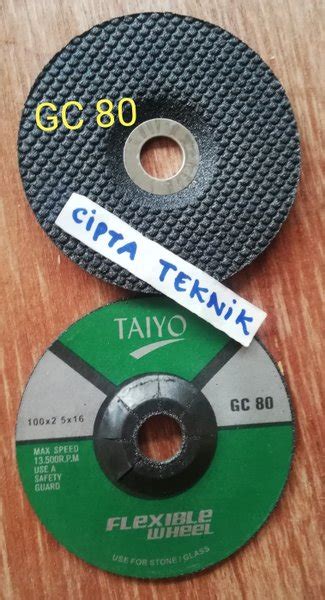 GC 80
CIPTA TEKNIK
TAIYO
100x2 5x16
GC 80
MAX SPEED
13.500R.P.M
USE A
SAFETY
GUARD
FLEXIBLE
WHEEL
USE FOR STONE / GLASS